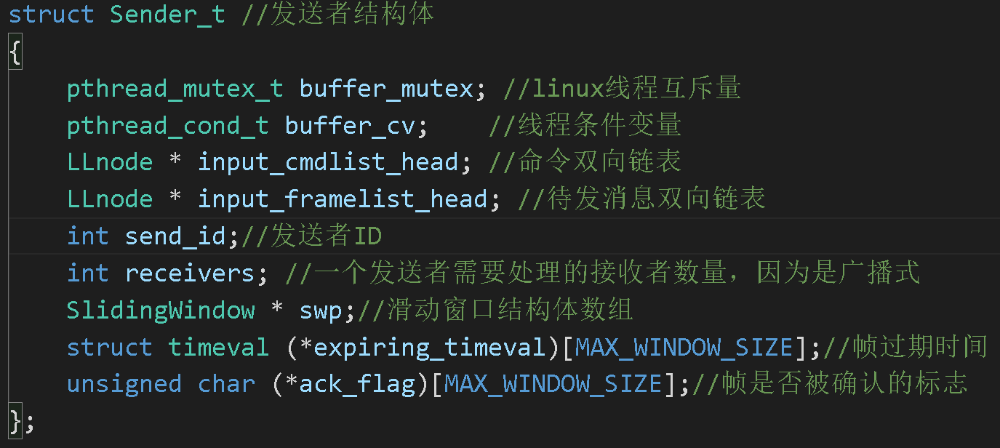 struct Sender_t //发送者结构体
{
    pthread_mutex_t buffer_mutex; //linux线程互斥量
    pthread_cond_t buffer_cv;    //线程条件变量
    LLnode * input_cmdlist_head; //命令双向链表
    LLnode * input_framelist_head; //待发消息双向链表
    int send_id;//发送者ID
    int receivers; //一个发送者需要处理的接收者数量，因为是广播式
    SlidingWindow * swp;//滑动窗口结构体数组
    struct timeval (*expiring_timeval)[MAX_WINDOW_SIZE];//帧过期时间
    unsigned char (*ack_flag)[MAX_WINDOW_SIZE];//帧是否被确认的标志
};